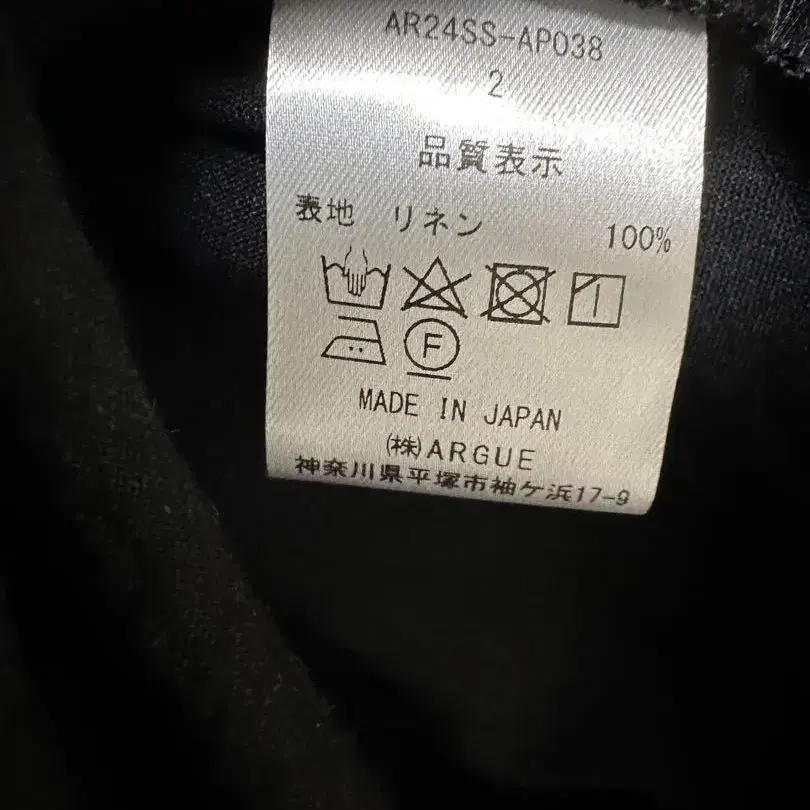 AR24SS-AP038
2
品質表示
表地 リネン 100%
F
MADE IN JAPAN
(株)ARGUE
神奈川県平塚市袖ケ浜17-9